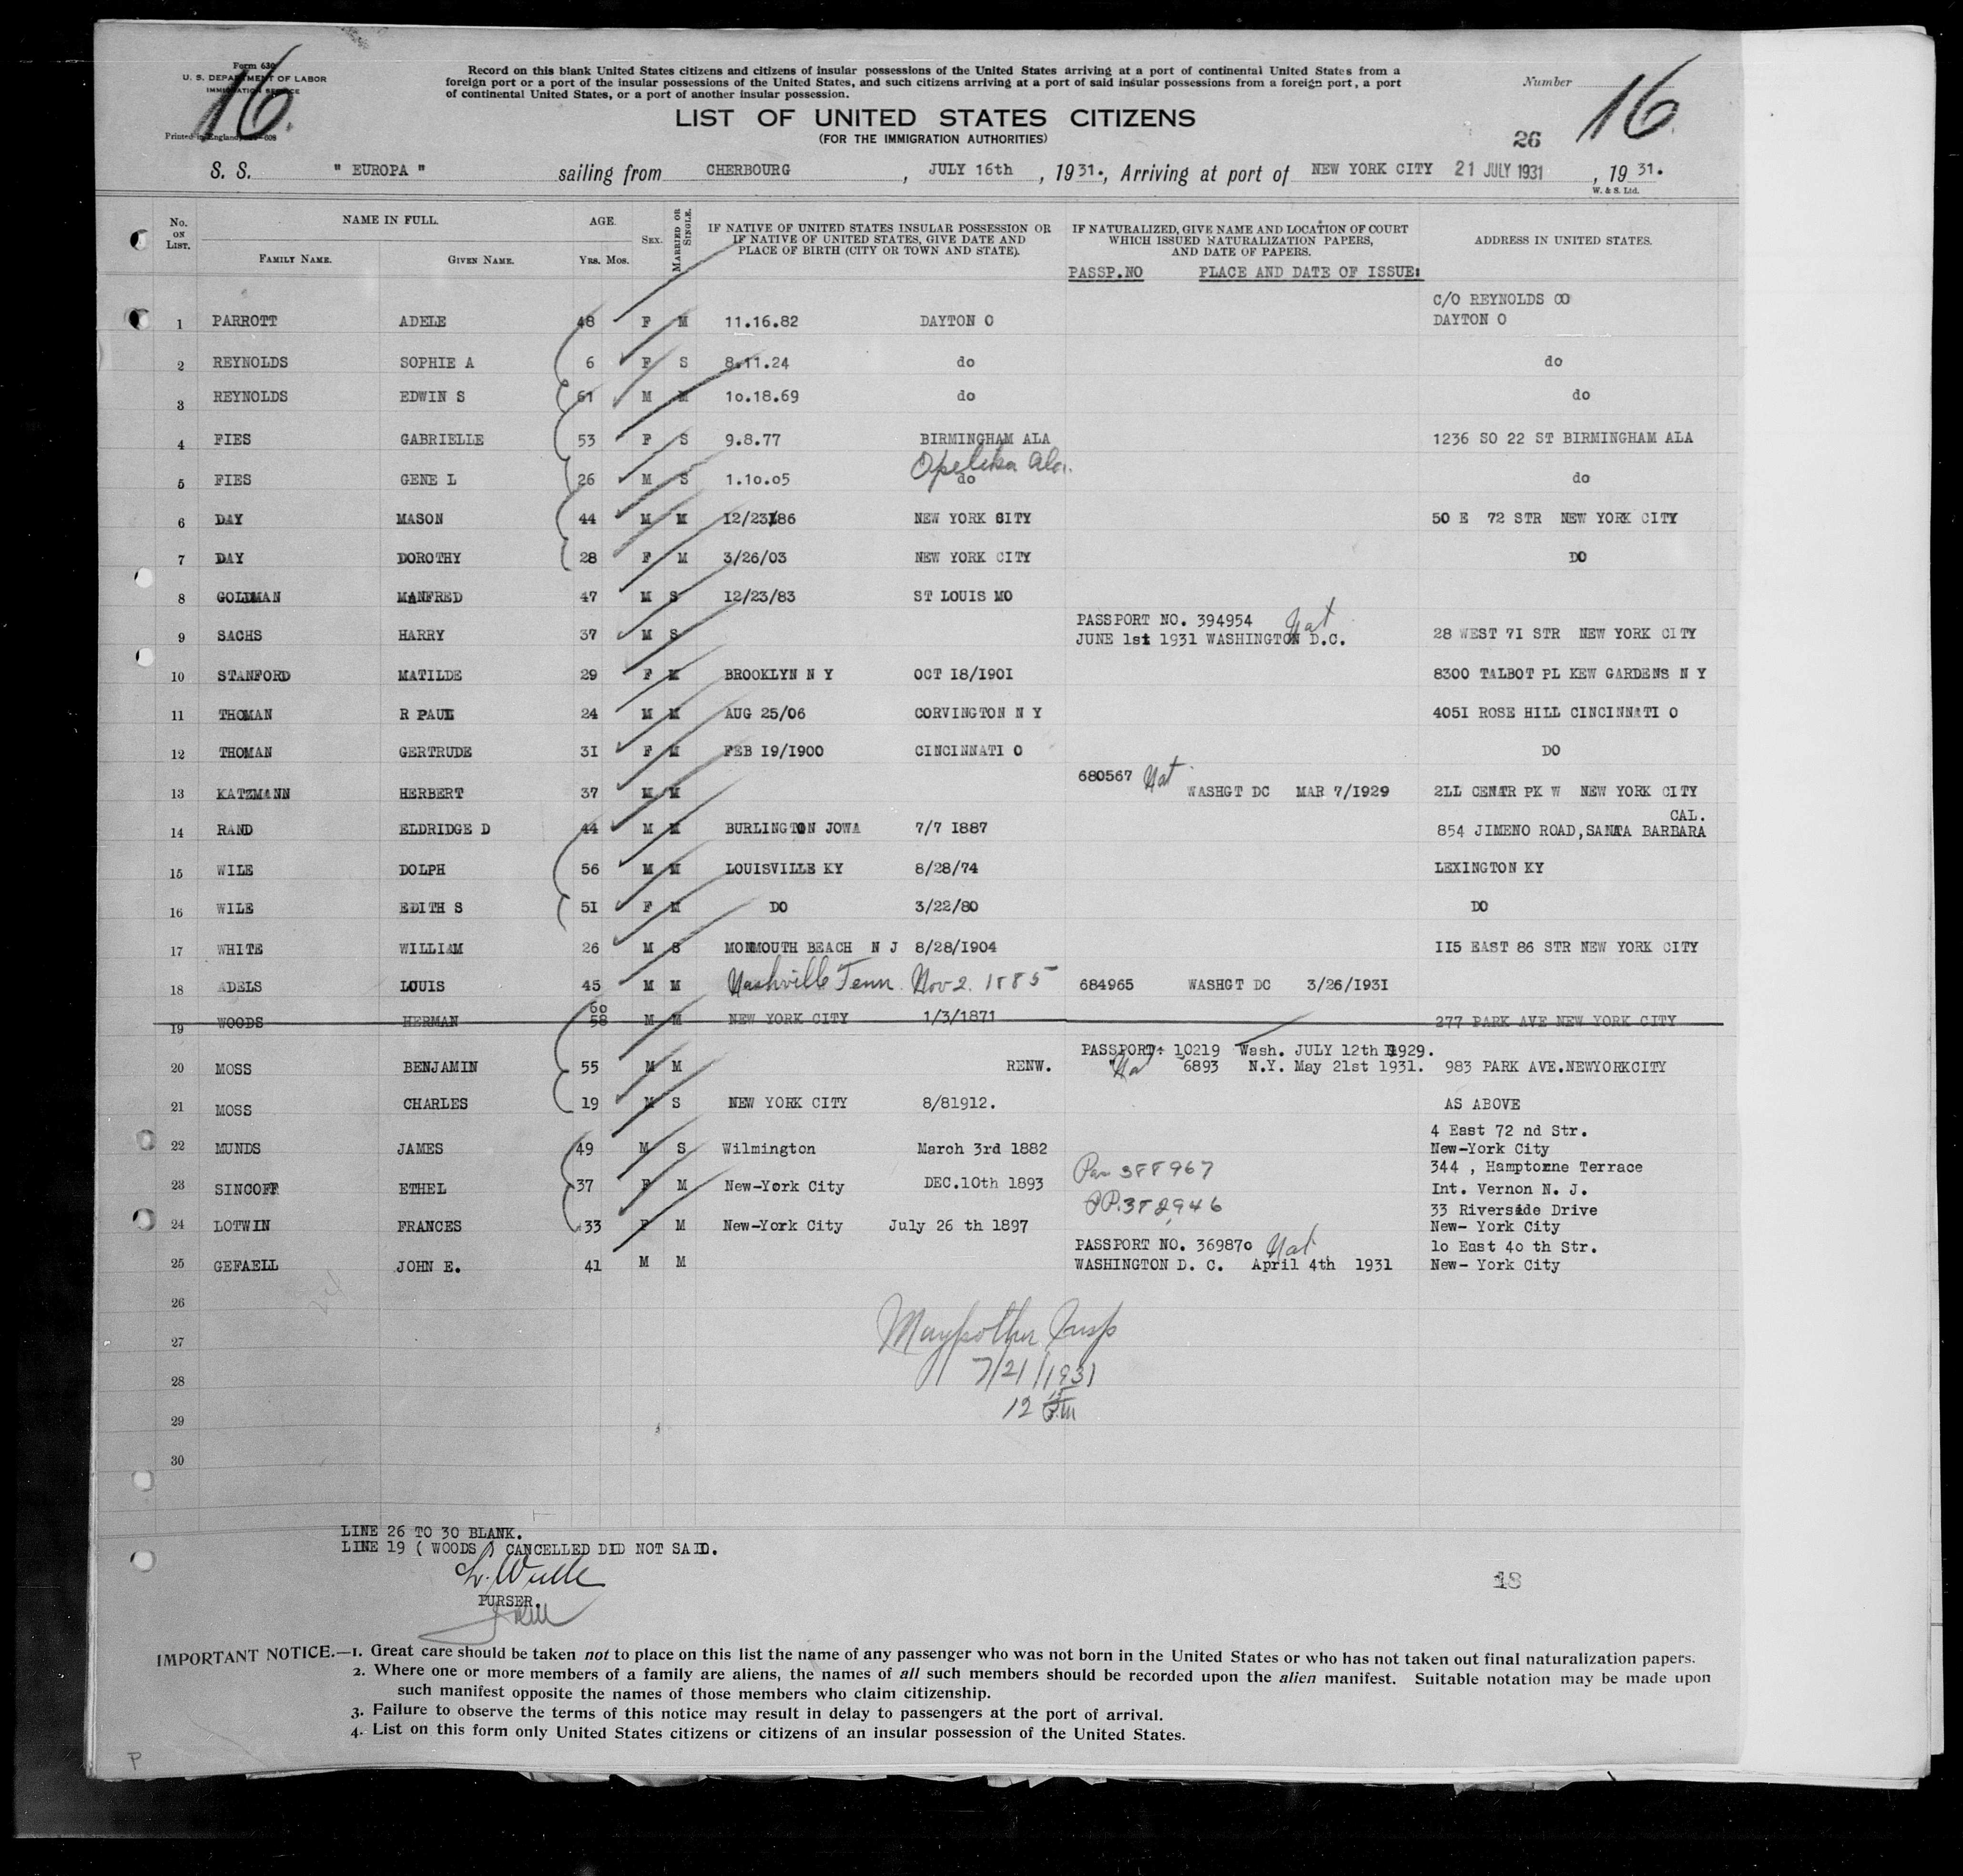 Form 630
U. S. DEPARTMENT OF LABOR
IMMIGRATION SERVICE
Printed in England
16.
Record on this blank United States citizens and citizens of insular possessions of the United States arriving at a port of continental United States from a
foreign port or a port of the insular possessions of the United States, and such citizens arriving at a port of said insular possessions from a foreign port, a port
of continental United States, or a port of another insular possession.
Number 16.
LIST OF UNITED STATES CITIZENS
(FOR THE IMMIGRATION AUTHORITIES)
26
S. S. " EUROPA " sailing from CHERBOURG , JULY 16th , 1931., Arriving at port of NEW YORK CITY 21 JULY 1931 , 1931.
W. & S. Ltd.
No. ON LIST. NAME IN FULL. AGE. SEX. MARRIED OR SINGLE. IF NATIVE OF UNITED STATES INSULAR POSSESSION OR IF NATIVE OF UNITED STATES, GIVE DATE AND PLACE OF BIRTH (CITY OR TOWN AND STATE). IF NATURALIZED, GIVE NAME AND LOCATION OF COURT WHICH ISSUED NATURALIZATION PAPERS, AND DATE OF PAPERS. ADDRESS IN UNITED STATES.
FAMILY NAME. GIVEN NAME. YRS. MOS.
PASSP.NO PLACE AND DATE OF ISSUE:
C/O REYNOLDS CO
1 PARROTT ADELE 48 F M 11.16.82 DAYTON O DAYTON O
2 REYNOLDS SOPHIE A 6 F S 8.11.24 do do
3 REYNOLDS EDWIN S 61 M M 10.18.69 do do
4 FIES GABRIELLE 53 F S 9.8.77 BIRMINGHAM ALA 1236 SO 22 ST BIRMINGHAM ALA
Opelika Ala.
5 FIES GENE L 26 M S 1.10.05 do do
6 DAY MASON 44 M M 12/23/86 NEW YORK CITY 50 E 72 STR NEW YORK CITY
7 DAY DOROTHY 28 F M 3/26/03 NEW YORK CITY DO
8 GOLDMAN MANFRED 47 M S 12/23/83 ST LOUIS MO
PASSPORT NO. 394954 Nat
9 SACHS HARRY 37 M S JUNE 1st 1931 WASHINGTON D.C. 28 WEST 7I STR NEW YORK CITY
10 STANFORD MATILDE 29 F M BROOKLYN N Y OCT I8/I90I 8300 TALBOT PL KEW GARDENS N Y
11 THOMAN R PAUL 24 M M AUG 25/06 CORVINGTON N Y 405I ROSE HILL CINCINNATI O
12 THOMAN GERTRUDE 3I F M FEB I9/I900 CINCINNATI O DO
680567 Nat
13 KATZMANN HERBERT 37 M M WASHGT DC MAR 7/I929 2LL CENTR PK W NEW YORK CITY
CAL.
14 RAND ELDRIDGE D 44 M M BURLINGTON JOWA 7/7 I887 854 JIMENO ROAD,SANTA BARBARA
15 WILE DOLPH 56 M M LOUISVILLE KY 8/28/74 LEXINGTON KY
16 WILE EDITH S 5I F M DO 3/22/80 DO
17 WHITE WILLIAM 26 M S MONMOUTH BEACH N J 8/28/I904 II5 EAST 86 STR NEW YORK CITY
18 ADELS LOUIS 45 M M Nashville Tenn. Nov 2. 1885 684965 WASHGT DC 3/26/I93I
60
19 WOODS HERMAN 58 M M NEW YORK CITY 1/3/1871 277 PARK AVE NEW YORK CITY
PASSPORT: 10219 Wash. JULY 12th 1929.
20 MOSS BENJAMIN 55 M M RENW. Nat 6893 N.Y. May 21st 1931. 983 PARK AVE.NEWYORKCITY
21 MOSS CHARLES 19 M S NEW YORK CITY 8/81912. AS ABOVE
4 East 72 nd Str.
22 MUNDS JAMES 49 M S Wilmington March 3rd 1882 New-York City
344 , Hamptorne Terrace
23 SINCOFF ETHEL 37 F M New-York City DEC.10th 1893 388967 Int. Vernon N. J.
PP.382946 33 Riverside Drive
24 LOTWIN FRANCES 33 F M New-York City July 26 th 1897 New- York City
PASSPORT NO. 369870 Nat 10 East 40 th Str.
25 GEFAELL JOHN E. 41 M M WASHINGTON D. C. April 4th 1931 New- York City
26
27
28
29
30
Insp
7/21/1931
12 15 P.M
LINE 26 TO 30 BLANK.
LINE 19 ( WOODS ) CANCELLED DID NOT SAIL.
PURSER.
18
IMPORTANT NOTICE.—1. Great care should be taken not to place on this list the name of any passenger who was not born in the United States or who has not taken out final naturalization papers.
2. Where one or more members of a family are aliens, the names of all such members should be recorded upon the alien manifest. Suitable notation may be made upon
such manifest opposite the names of those members who claim citizenship.
3. Failure to observe the terms of this notice may result in delay to passengers at the port of arrival.
4. List on this form only United States citizens or citizens of an insular possession of the United States.
P